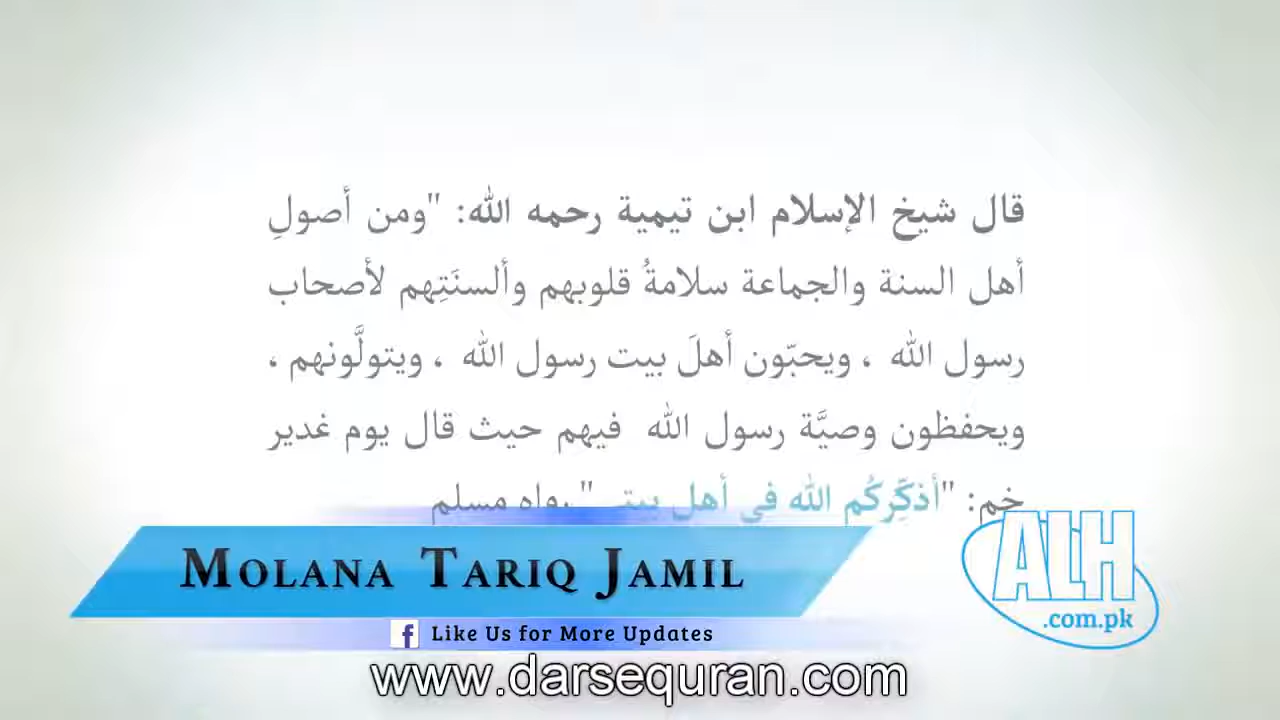 قال شيخ الإسلام ابن تيمية رحمه الله: "ومن أصولِ
أهل السنة والجماعة سلامةُ قلوبهم وألسنَتِهم لأصحاب
رسول الله ، ويحبّون أهلَ بيت رسول الله ، ويتولَّونهم ،
ويحفظون وصيَّة رسول الله فيهم حيث قال يوم غدير
خم: "أذكِّركُم الله في أهل بيتي" رواه مسلم
MOLANA TARIQ JAMIL
ALH
.com.pk
f Like Us for More Updates
www.darsequran.com